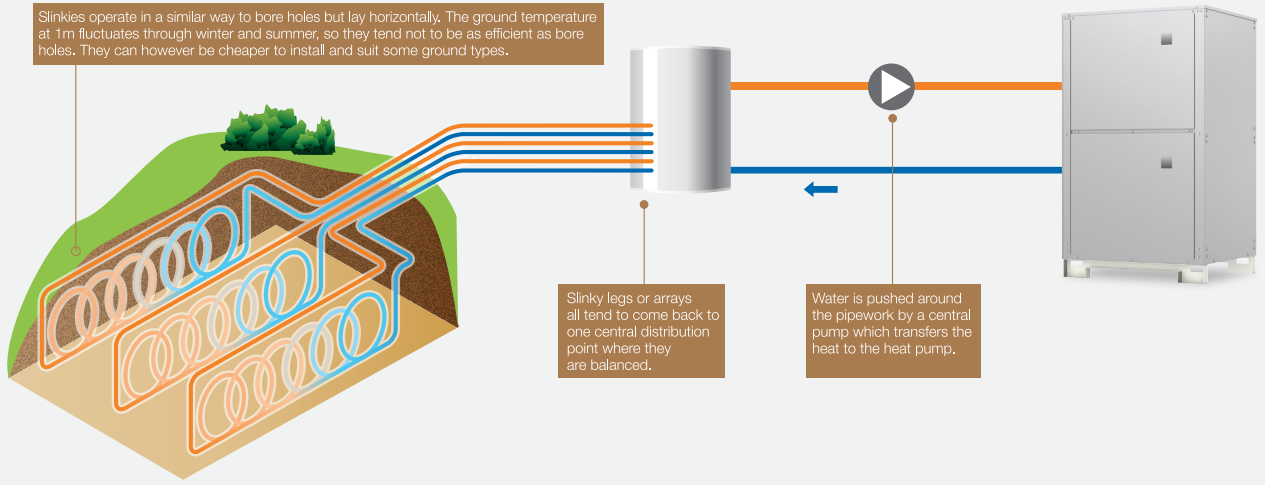 Slinkies operate in a similar way to bore holes but lay horizontally. The ground temperature
at 1m fluctuates through winter and summer, so they tend not to be as efficient as bore
holes. They can however be cheaper to install and suit some ground types.
Slinky legs or arrays
all tend to come back to
one central distribution
point where they
are balanced.
Water is pushed around
the pipework by a central
pump which transfers the
heat to the heat pump.